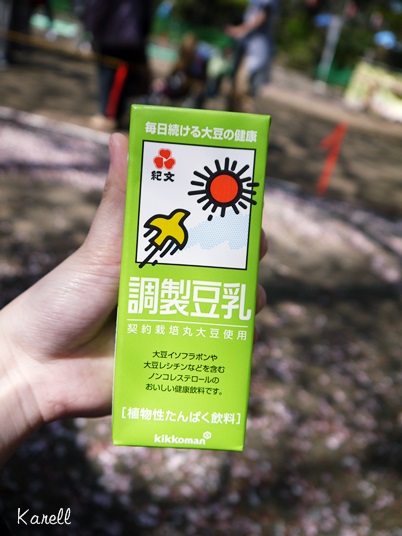 毎日続ける大豆の健康
紀文
調製豆乳
契約栽培丸大豆使用
大豆イソフラボンや
大豆レシチンなどを含む
ノンコレステロールの
おいしい健康飲料です。
[植物性たんぱく飲料]
kikkoman
Karell